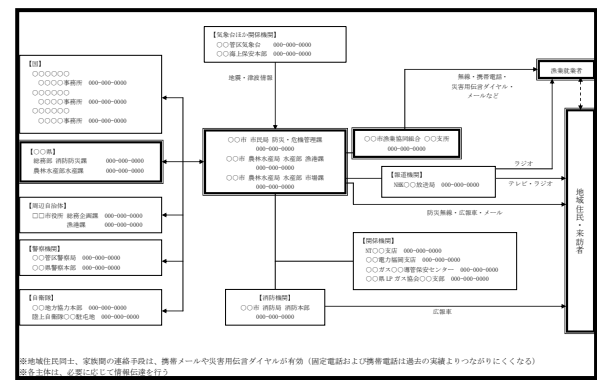 【気象台ほか関係機関】
○○管区気象台　000-000-0000
○○海上保安本部　000-000-0000
【国】
○○○○○○
○○○○事務所　000-000-0000
○○○○○○
○○○○事務所　000-000-0000
○○○○○○
○○○○事務所　000-000-0000
地震・津波情報
無線・携帯電話・
災害用伝言ダイヤル・
メールなど
漁業就業者
【○○県】
総務部 消防防災課　000-000-0000
農林水産部水産課　000-000-0000
○○市 市民局 防災・危機管理課
000-000-0000
○○市 農林水産局 水産部 漁港課
000-000-0000
○○市 農林水産局 水産部 市場課
000-000-0000
○○市漁業協同組合 ○○支所
000-000-0000
【報道機関】
NHK○○放送局　000-000-0000
ラジオ
テレビ・ラジオ
防災無線・広報車・メール
地域住民・来訪者
【周辺自治体】
□□市役所 総務企画課　000-000-0000
漁港課　000-000-0000
【警察機関】
○○管区警察局　000-000-0000
○○県警察本部　000-000-0000
【関係機関】
NT○○支店　000-000-0000
○○電力福岡支店　000-000-0000
○○ガス○○導管保安センター　000-000-0000
○○県 LP ガス協会○○支部　000-000-0000
【自衛隊】
○○地方協力本部　000-000-0000
陸上自衛隊○○駐屯地　000-000-0000
【消防機関】
○○市 消防局 消防本部
000-000-0000
広報車
※地域住民同士、家族間の連絡手段は、携帯メールや災害用伝言ダイヤルが有効（固定電話および携帯電話は過去の実績よりつながりにくくなる）
※各主体は、必要に応じて情報伝達を行う